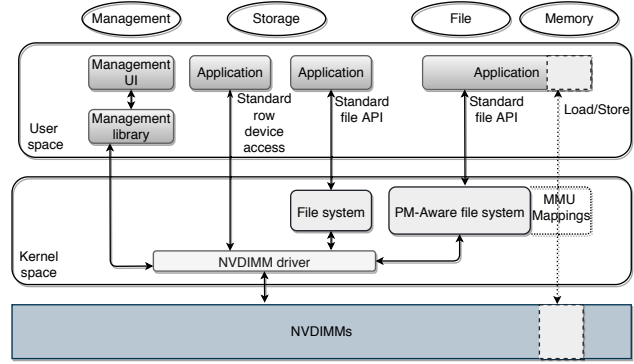 Management
Storage
File
Memory
Management
UI
Application
Application
Application
Management
library
Standard
row
device
access
Standard
file API
Standard
file API
Load/Store
User
space
File system
PM-Aware file system
MMU
Mappings
Kernel
space
NVDIMM driver
NVDIMMs